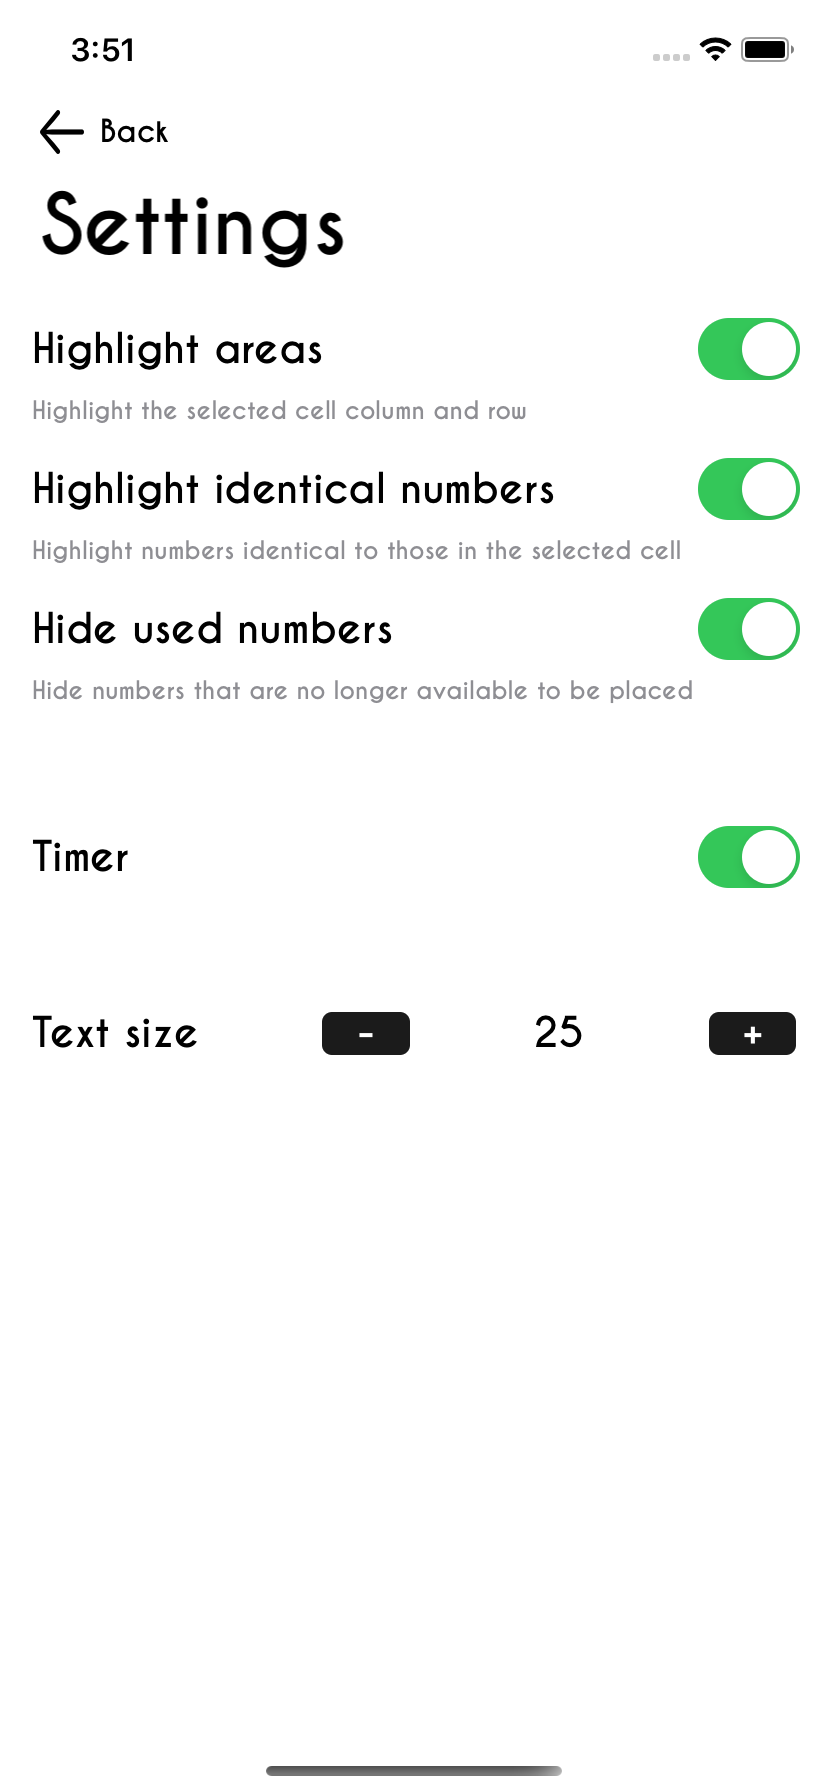 3:51
Back
Settings
Highlight areas
Highlight the selected cell column and row
Highlight identical numbers
Highlight numbers identical to those in the selected cell
Hide used numbers
Hide numbers that are no longer available to be placed
Timer
Text size - 25 +